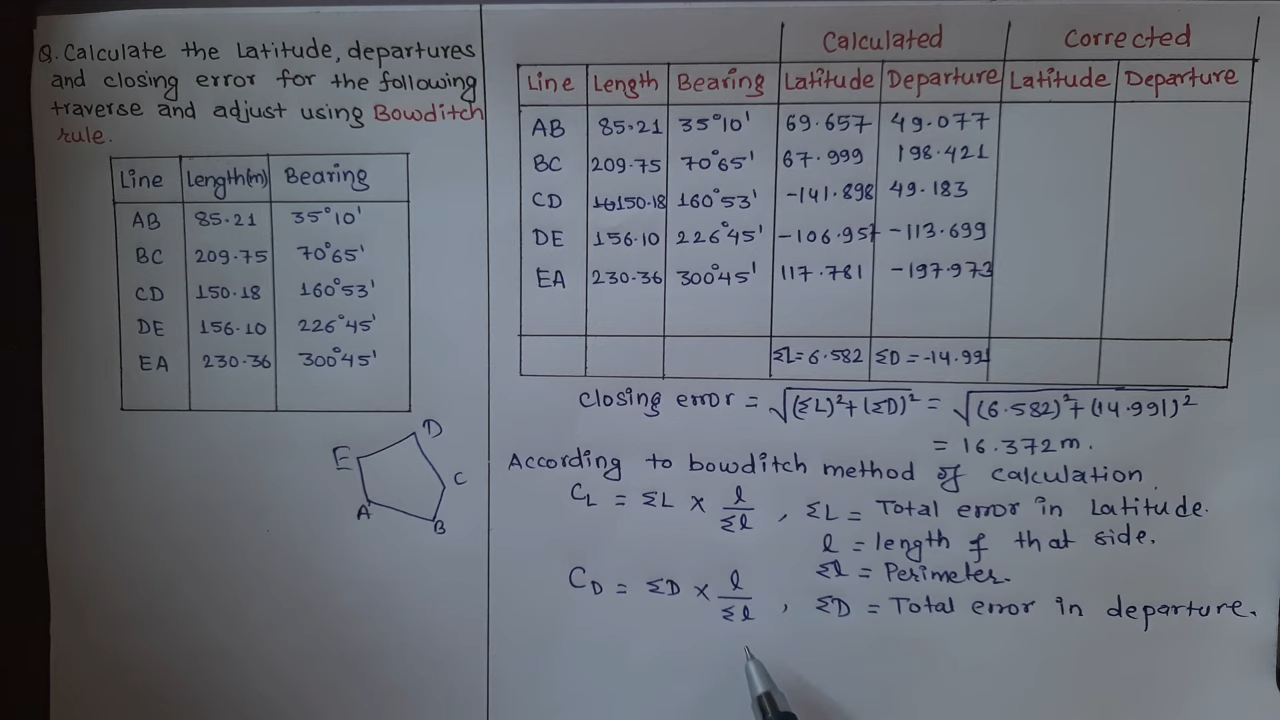 Q. Calculate the Latitude, departures
and closing error for the following
traverse and adjust using Bowditch
rule.
Line Length(m) Bearing
AB 85.21 35°10'
BC 209.75 70°65'
CD 150.18 160°53'
DE 156.10 226°45'
EA 230.36 300°45'
E D C A B
Calculated Corrected
Line Length Bearing Latitude Departure Latitude Departure
AB 85.21 35°10' 69.657 49.077
BC 209.75 70°65' 67.999 198.421
CD 150.18 160°53' -141.898 49.183
DE 156.10 226°45' -106.957 -113.699
EA 230.36 300°45' 117.781 -197.973
ΣL=6.582 ΣD=-14.991
Closing error = √(ΣL)²+(ΣD)² = √(6.582)²+(14.991)²
= 16.372m.
According to bowditch method of calculation.
CL = ΣL x l/Σl , ΣL = Total error in Latitude.
l = length of that side.
Σl = Perimeter.
CD = ΣD x l/Σl , ΣD = Total error in departure.